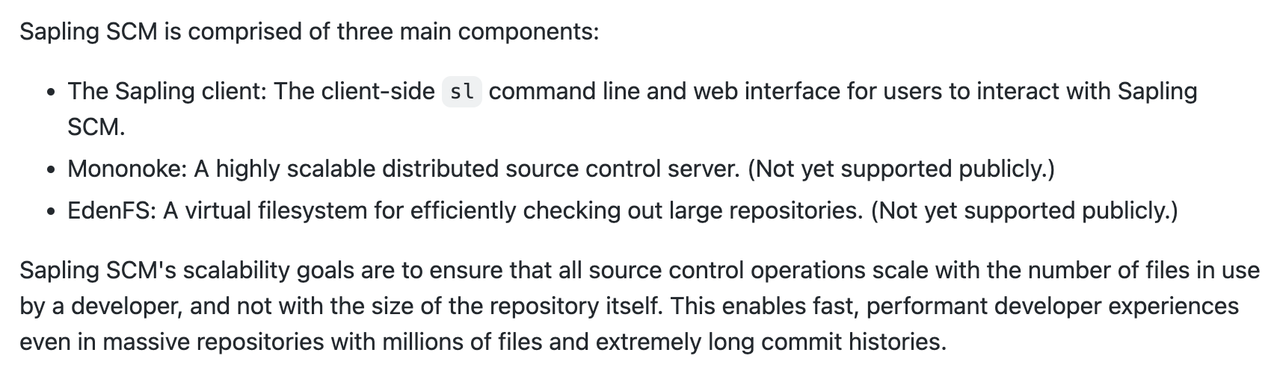 Sapling SCM is comprised of three main components:
• The Sapling client: The client-side sl command line and web interface for users to interact with Sapling
SCM.
• Mononoke: A highly scalable distributed source control server. (Not yet supported publicly.)
• EdenFS: A virtual filesystem for efficiently checking out large repositories. (Not yet supported publicly.)
Sapling SCM's scalability goals are to ensure that all source control operations scale with the number of files in use
by a developer, and not with the size of the repository itself. This enables fast, performant developer experiences
even in massive repositories with millions of files and extremely long commit histories.